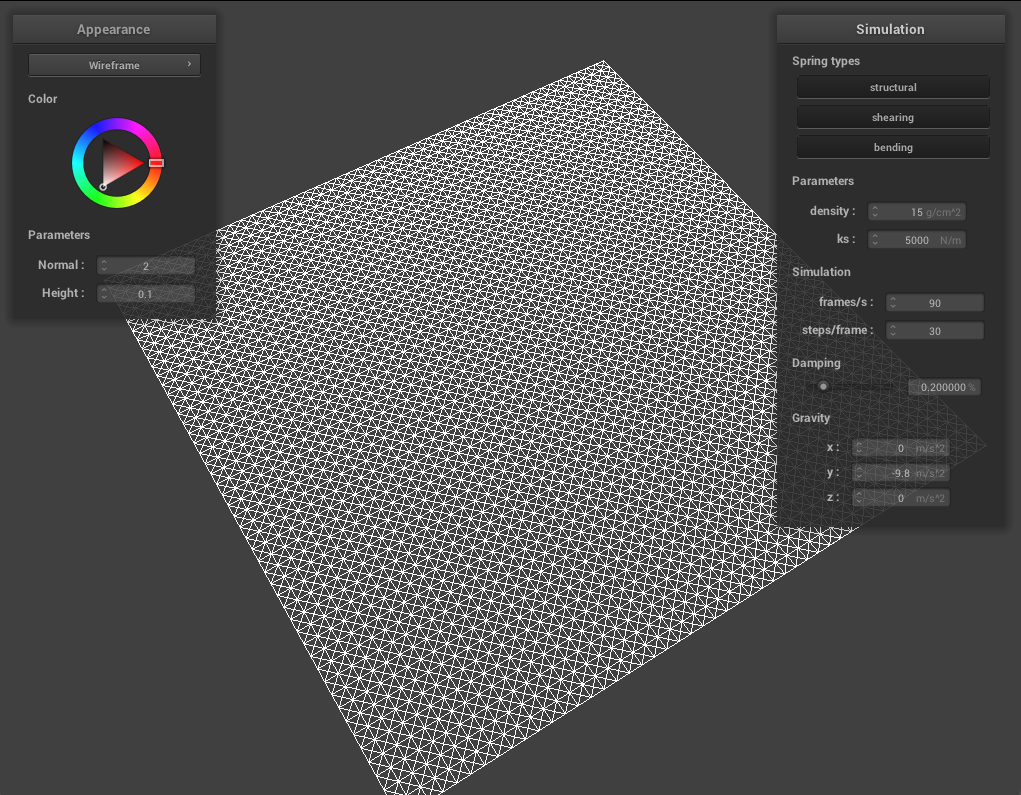 Appearance
Wireframe
Color
Parameters
Normal : 2
Height : 0.1
Simulation
Spring types
structural
shearing
bending
Parameters
density : 15 g/cm^2
ks : 5000 N/m
Simulation
frames/s : 90
steps/frame : 30
Damping
0.200000 %
Gravity
x : 0 m/s^2
y : -9.8 m/s^2
z : 0 m/s^2